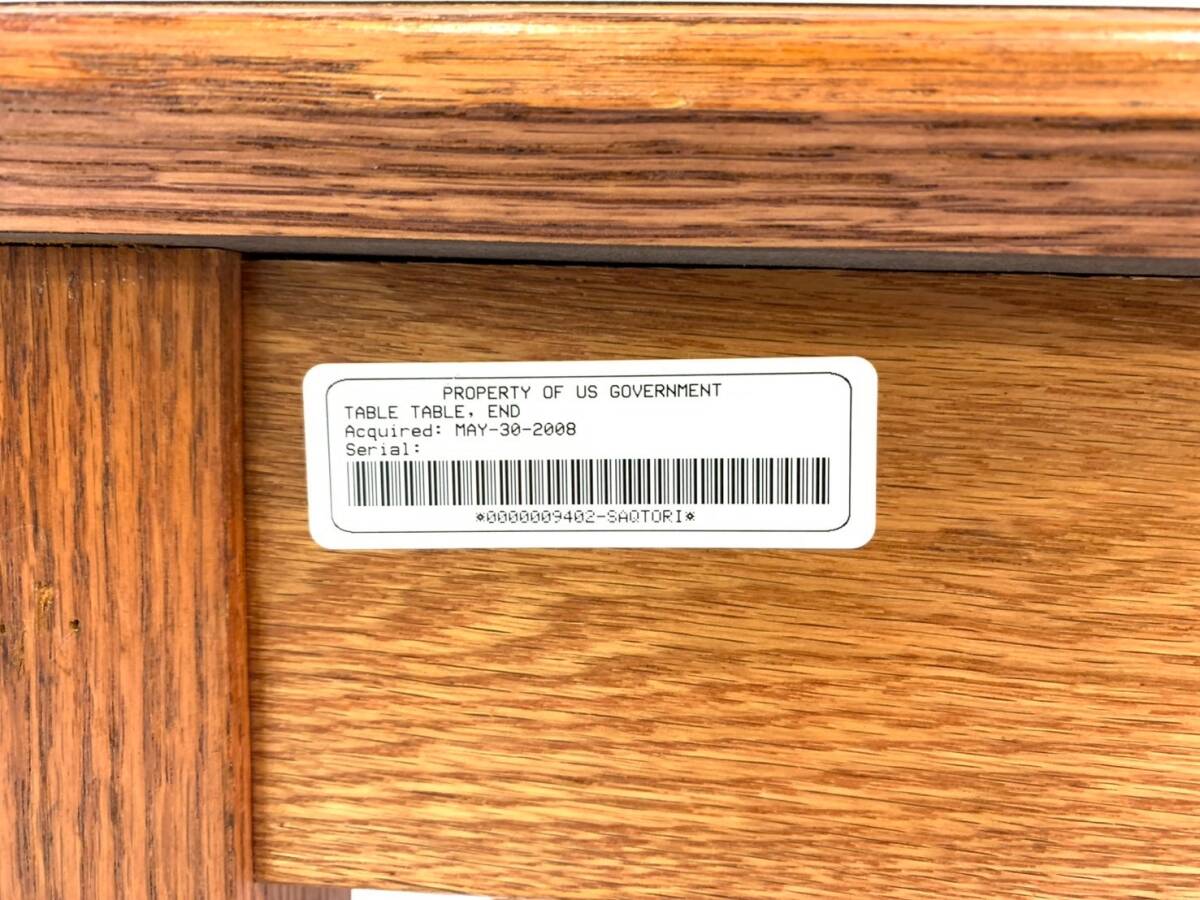 PROPERTY OF US GOVERNMENT
TABLE TABLE, END
Acquired: MAY-30-2008
Serial:
*0000009402-SAQTORI*